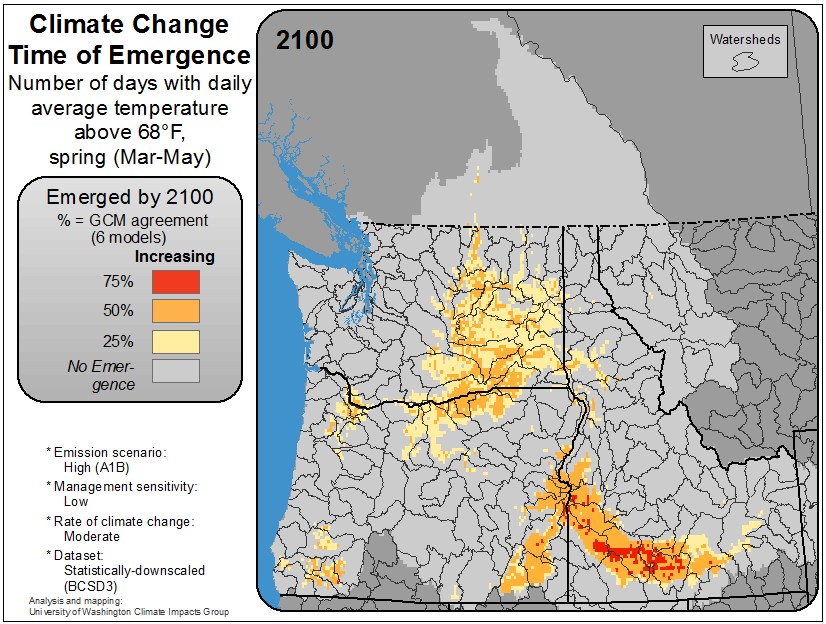 Climate Change
Time of Emergence
Number of days with daily
average temperature
above 68°F,
spring (Mar-May)
Emerged by 2100
% = GCM agreement
(6 models)
Increasing
75%
50%
25%
No Emer-
gence
* Emission scenario:
High (A1B)
* Management sensitivity:
Low
* Rate of climate change:
Moderate
* Dataset:
Statistically-downscaled
(BCSD3)
Analysis and mapping:
University of Washington Climate Impacts Group
2100
Watersheds